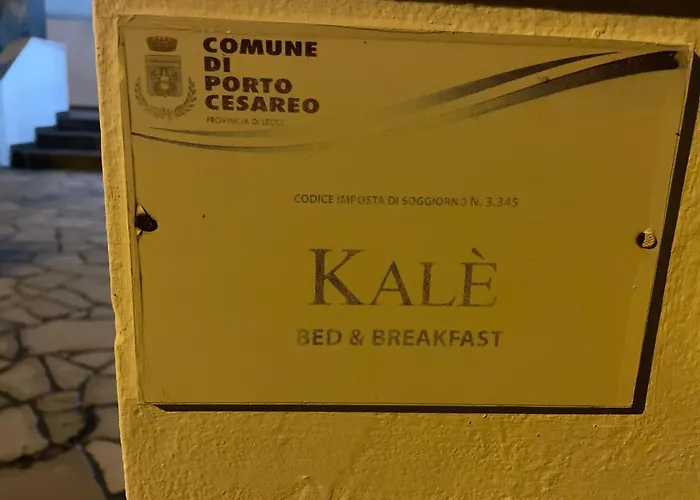 COMUNE
DI
PORTO
CESAREO
PROVINCIA DI LECCE
CODICE IMPOSTA DI SOGGIORNO N. 3.345
KALÈ
BED & BREAKFAST